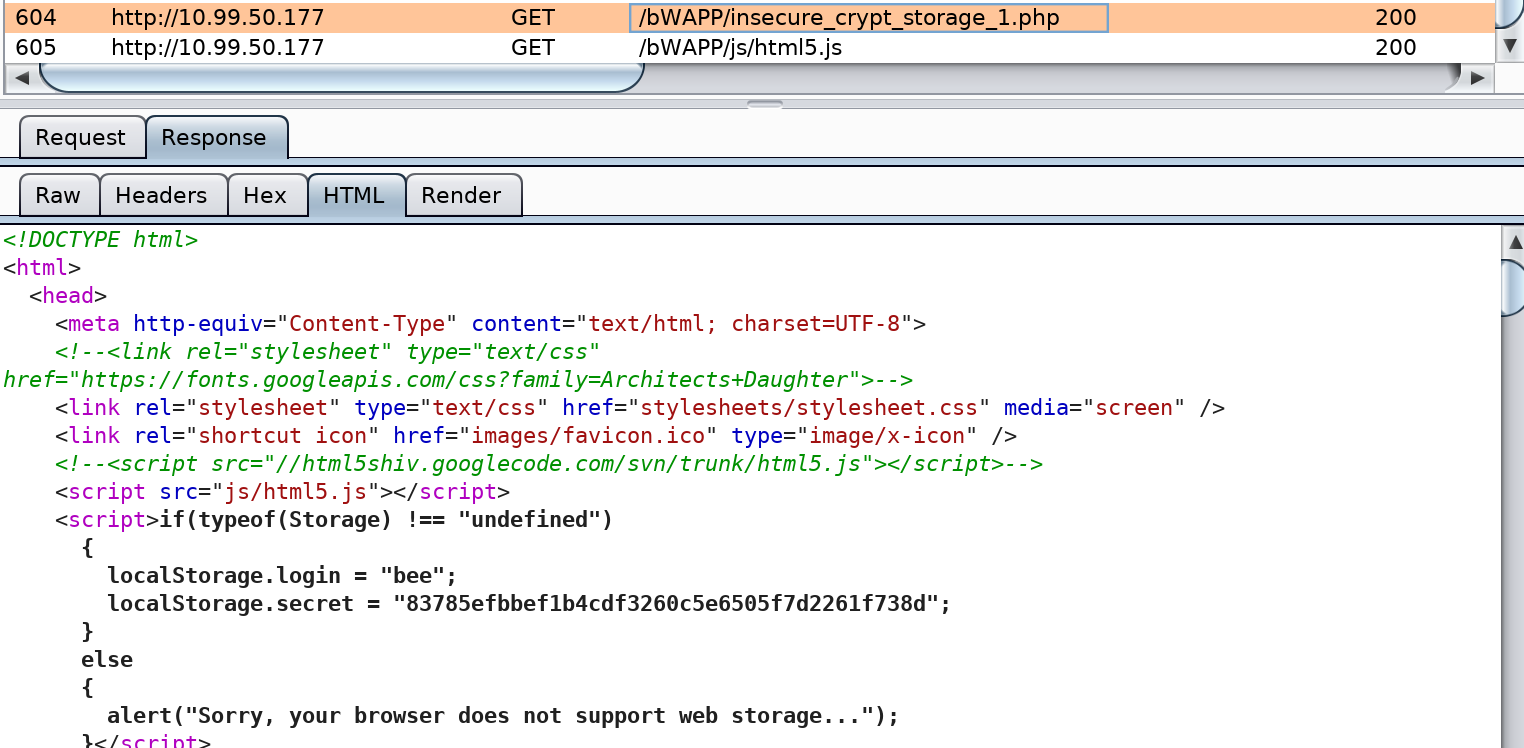 604 http://10.99.50.177 GET /bWAPP/insecure_crypt_storage_1.php 200
605 http://10.99.50.177 GET /bWAPP/js/html5.js 200
Request Response
Raw Headers Hex HTML Render
<!DOCTYPE html>
<html>
  <head>
    <meta http-equiv="Content-Type" content="text/html; charset=UTF-8">
    <!--<link rel="stylesheet" type="text/css"
href="https://fonts.googleapis.com/css?family=Architects+Daughter">-->
    <link rel="stylesheet" type="text/css" href="stylesheets/stylesheet.css" media="screen" />
    <link rel="shortcut icon" href="images/favicon.ico" type="image/x-icon" />
    <!--<script src="//html5shiv.googlecode.com/svn/trunk/html5.js"></script>-->
    <script src="js/html5.js"></script>
    <script>if(typeof(Storage) !== "undefined")
      {
        localStorage.login = "bee";
        localStorage.secret = "83785efbbef1b4cdf3260c5e6505f7d2261f738d";
      }
      else
      {
        alert("Sorry, your browser does not support web storage...");
      }</script>